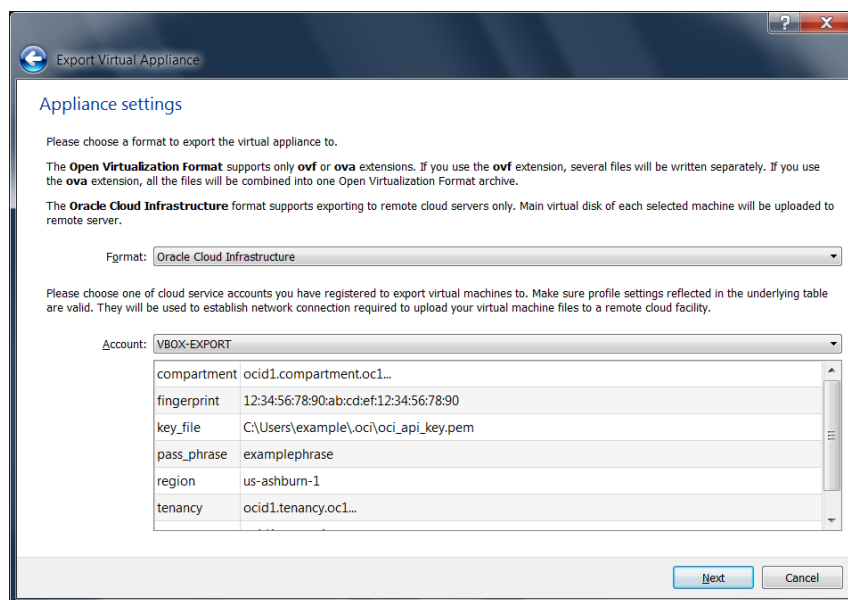 Export Virtual Appliance
Appliance settings
Please choose a format to export the virtual appliance to.
The Open Virtualization Format supports only ovf or ova extensions. If you use the ovf extension, several files will be written separately. If you use
the ova extension, all the files will be combined into one Open Virtualization Format archive.
The Oracle Cloud Infrastructure format supports exporting to remote cloud servers only. Main virtual disk of each selected machine will be uploaded to
remote server.
Format: Oracle Cloud Infrastructure
Please choose one of cloud service accounts you have registered to export virtual machines to. Make sure profile settings reflected in the underlying table
are valid. They will be used to establish network connection required to upload your virtual machine files to a remote cloud facility.
Account: VBOX-EXPORT
compartment ocid1.compartment.oc1...
fingerprint 12:34:56:78:90:ab:cd:ef:12:34:56:78:90
key_file C:\Users\example\.oci\oci_api_key.pem
pass_phrase examplephrase
region us-ashburn-1
tenancy ocid1.tenancy.oc1...
Next Cancel